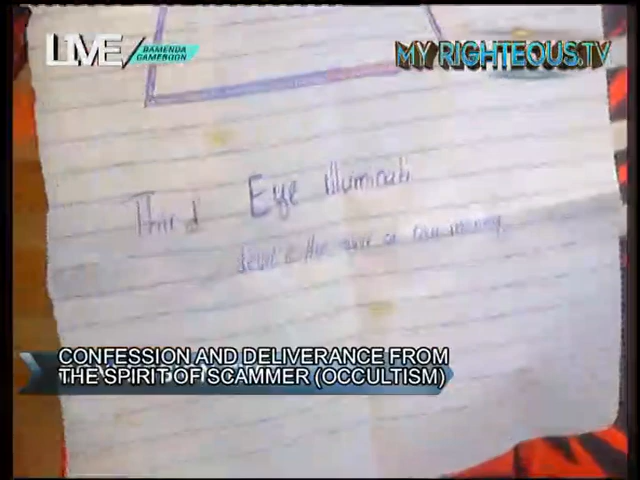 LIVE
BAMENDA
CAMEROON
MY RIGHTEOUS.TV
Third Eye Illuminati
CONFESSION AND DELIVERANCE FROM
THE SPIRIT OF SCAMMER (OCCULTISM)